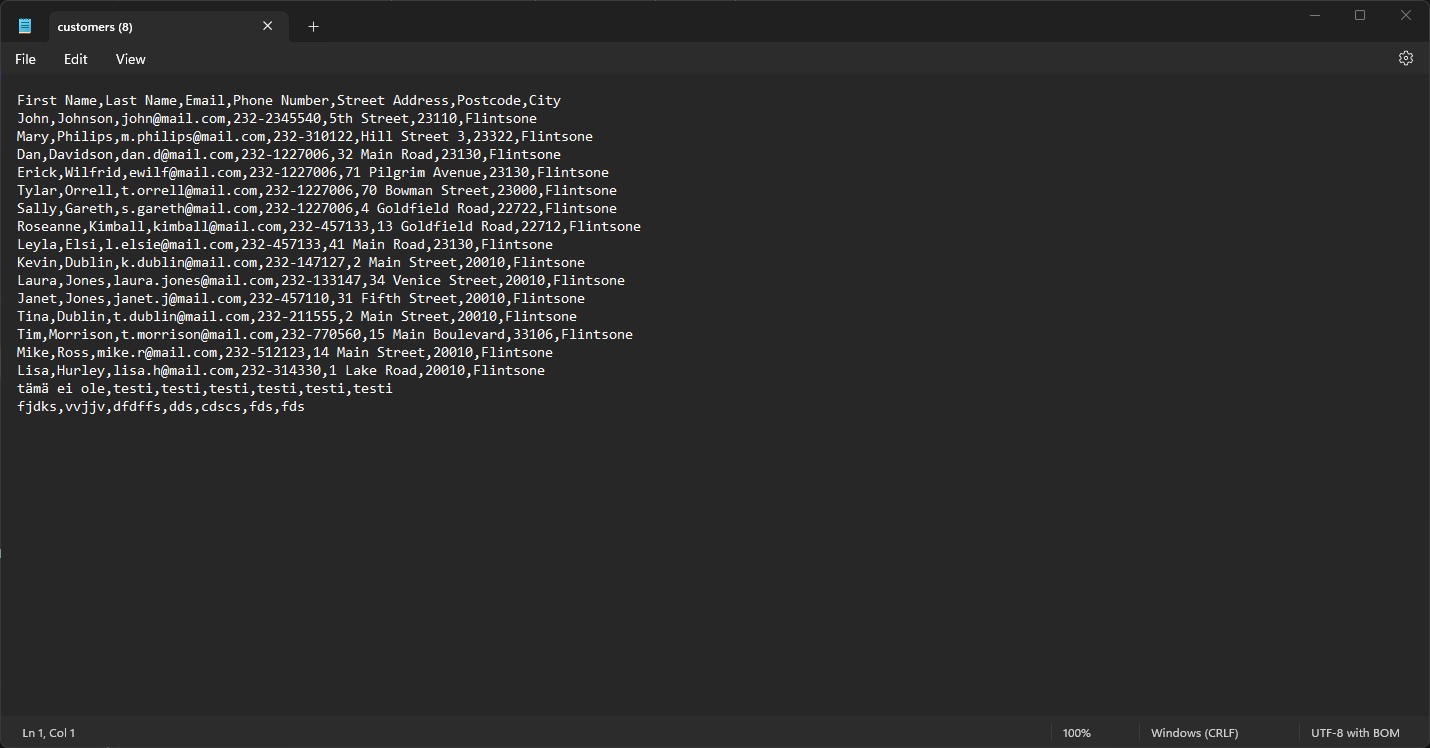 customers (8)
File Edit View
First Name,Last Name,Email,Phone Number,Street Address,Postcode,City
John,Johnson,john@mail.com,232-2345540,5th Street,23110,Flintsone
Mary,Philips,m.philips@mail.com,232-310122,Hill Street 3,23322,Flintsone
Dan,Davidson,dan.d@mail.com,232-1227006,32 Main Road,23130,Flintsone
Erick,Wilfrid,ewilf@mail.com,232-1227006,71 Pilgrim Avenue,23130,Flintsone
Tylar,Orrell,t.orrell@mail.com,232-1227006,70 Bowman Street,23000,Flintsone
Sally,Gareth,s.gareth@mail.com,232-1227006,4 Goldfield Road,22722,Flintsone
Roseanne,Kimball,kimball@mail.com,232-457133,13 Goldfield Road,22712,Flintsone
Leyla,Elsi,l.elsie@mail.com,232-457133,41 Main Road,23130,Flintsone
Kevin,Dublin,k.dublin@mail.com,232-147127,2 Main Street,20010,Flintsone
Laura,Jones,laura.jones@mail.com,232-133147,34 Venice Street,20010,Flintsone
Janet,Jones,janet.j@mail.com,232-457110,31 Fifth Street,20010,Flintsone
Tina,Dublin,t.dublin@mail.com,232-211555,2 Main Street,20010,Flintsone
Tim,Morrison,t.morrison@mail.com,232-770560,15 Main Boulevard,33106,Flintsone
Mike,Ross,mike.r@mail.com,232-512123,14 Main Street,20010,Flintsone
Lisa,Hurley,lisa.h@mail.com,232-314330,1 Lake Road,20010,Flintsone
tämä ei ole,testi,testi,testi,testi,testi,testi
fjdks,vvjjv,dfdffs,dds,cdscs,fds,fds
Ln 1, Col 1 100% Windows (CRLF) UTF-8 with BOM